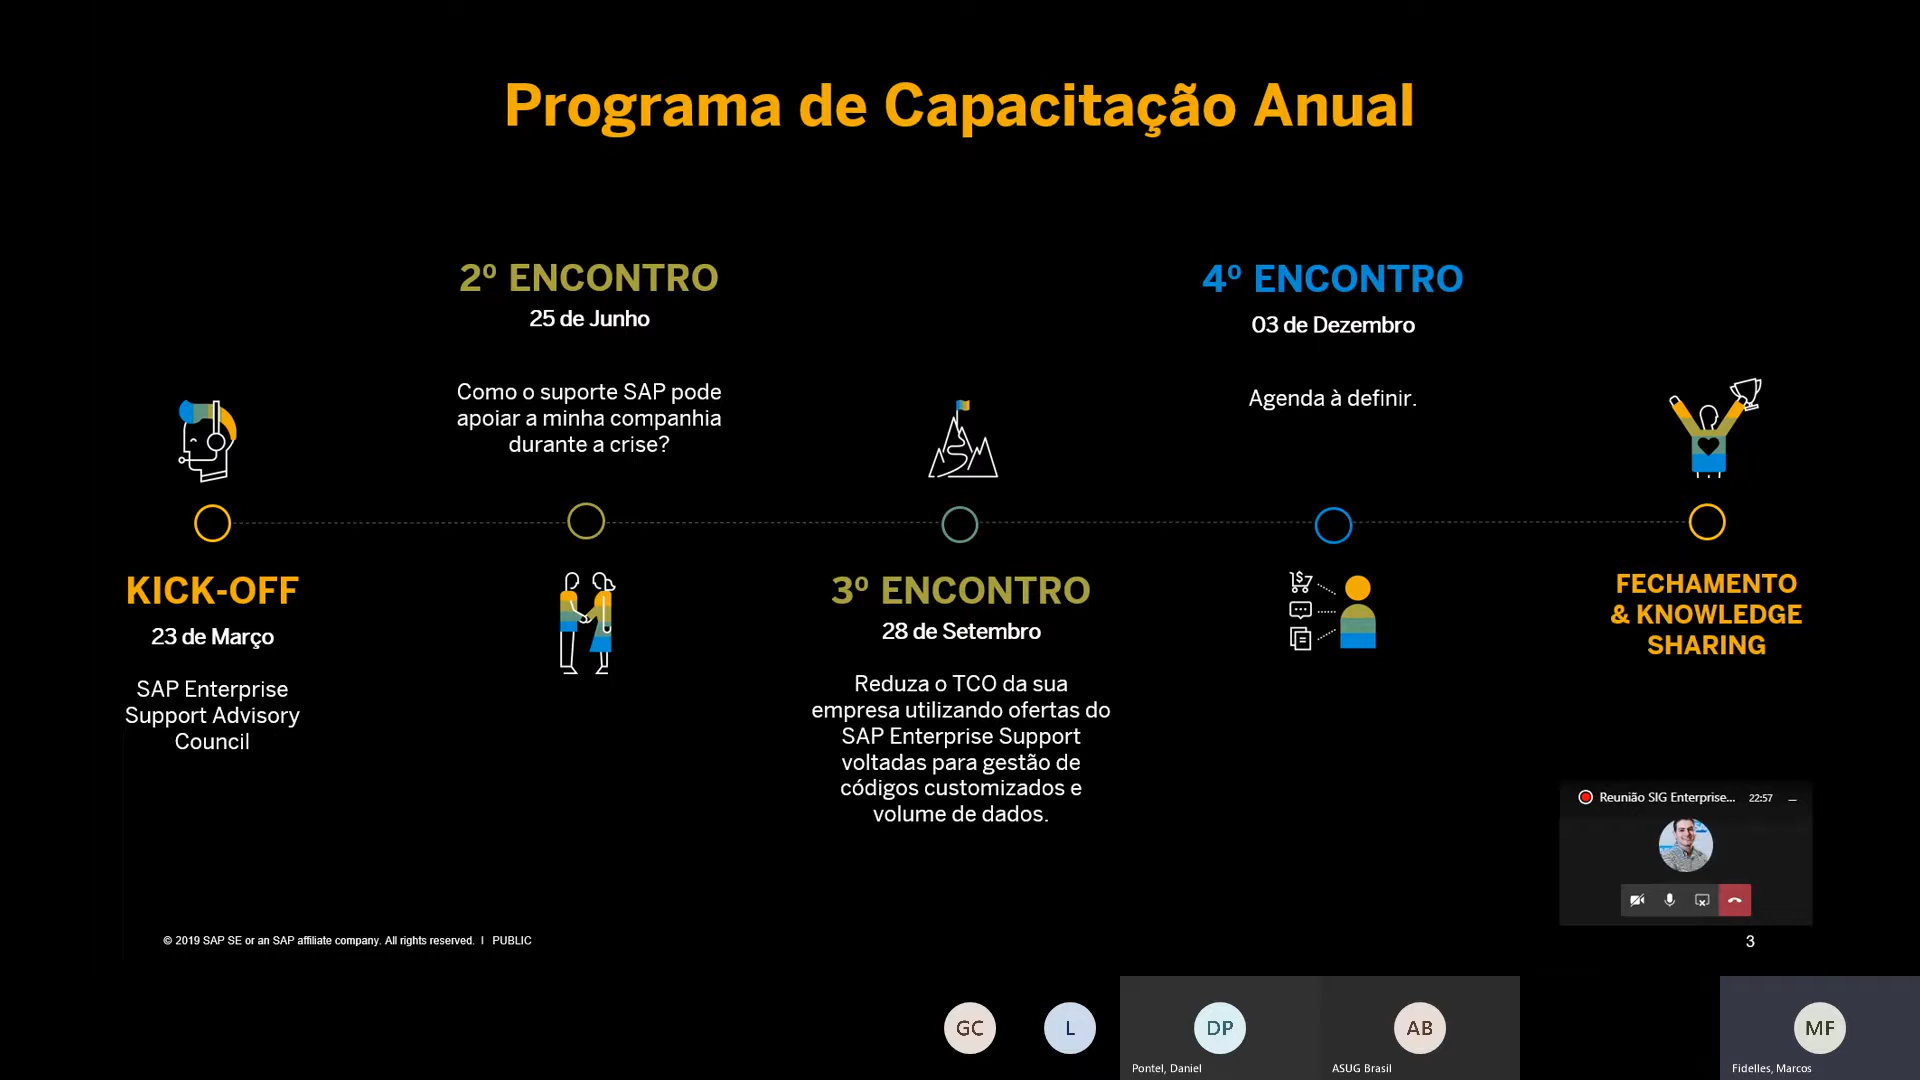 Programa de Capacitação Anual
2º ENCONTRO
25 de Junho
Como o suporte SAP pode
apoiar a minha companhia
durante a crise?
4º ENCONTRO
03 de Dezembro
Agenda à definir.
KICK-OFF
23 de Março
SAP Enterprise
Support Advisory
Council
3º ENCONTRO
28 de Setembro
Reduza o TCO da sua
empresa utilizando ofertas do
SAP Enterprise Support
voltadas para gestão de
códigos customizados e
volume de dados.
FECHAMENTO
& KNOWLEDGE
SHARING
Reunião SIG Enterprise... 22:57
© 2019 SAP SE or an SAP affiliate company. All rights reserved. I PUBLIC
3
GC
L
DP
Pontel, Daniel
AB
ASUG Brasil
MF
Fidelles, Marcos